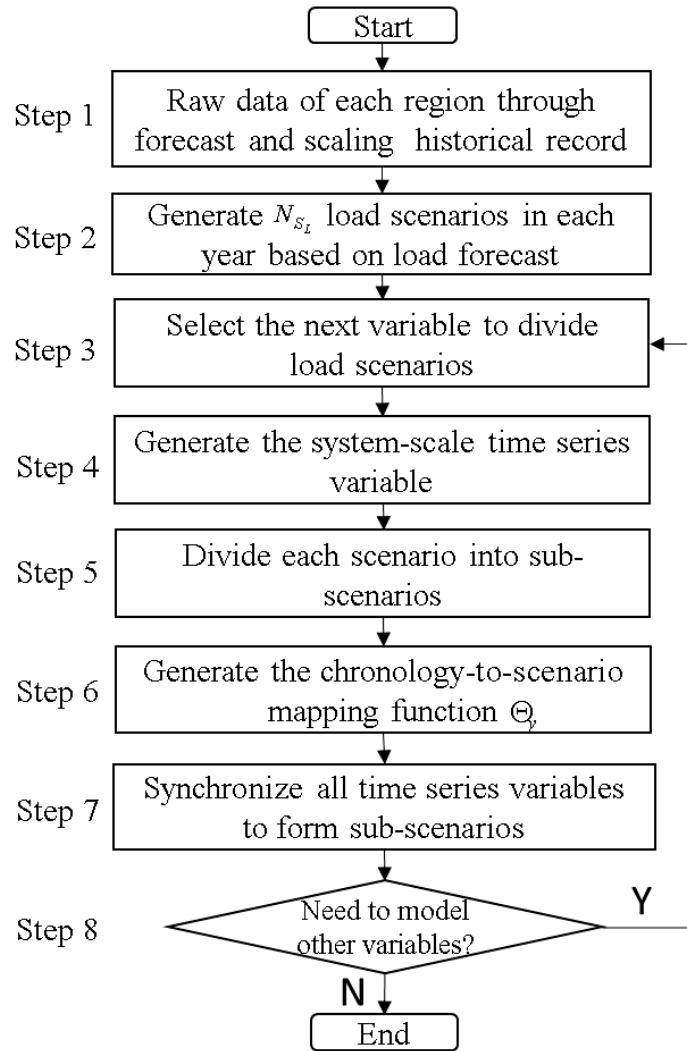 Start
Step 1
Raw data of each region through
forecast and scaling historical record
Step 2
Generate N_{S_L} load scenarios in each
year based on load forecast
Step 3
Select the next variable to divide
load scenarios
Step 4
Generate the system-scale time series
variable
Step 5
Divide each scenario into sub-
scenarios
Step 6
Generate the chronology-to-scenario
mapping function Θ_y
Step 7
Synchronize all time series variables
to form sub-scenarios
Step 8
Need to model
other variables?
Y
N
End